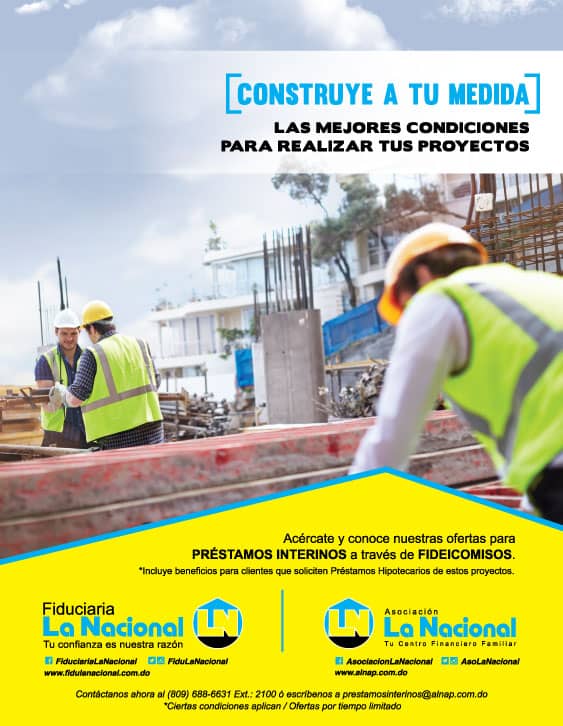 [CONSTRUYE A TU MEDIDA]
LAS MEJORES CONDICIONES
PARA REALIZAR TUS PROYECTOS
Acércate y conoce nuestras ofertas para
PRÉSTAMOS INTERINOS a través de FIDEICOMISOS.
*Incluye beneficios para clientes que soliciten Préstamos Hipotecarios de estos proyectos.
Fiduciaria
La Nacional
Tu confianza es nuestra razón
LN
FiduciariaLaNacional FiduLaNacional
www.fidulanacional.com.do
LN
Asociación
La Nacional
Tu Centro Financiero Familiar
AsociacionLaNacional AsoLaNacional
www.alnap.com.do
Contáctanos ahora al (809) 688-6631 Ext.: 2100 ó escríbenos a prestamosinterinos@alnap.com.do
*Ciertas condiciones aplican / Ofertas por tiempo limitado